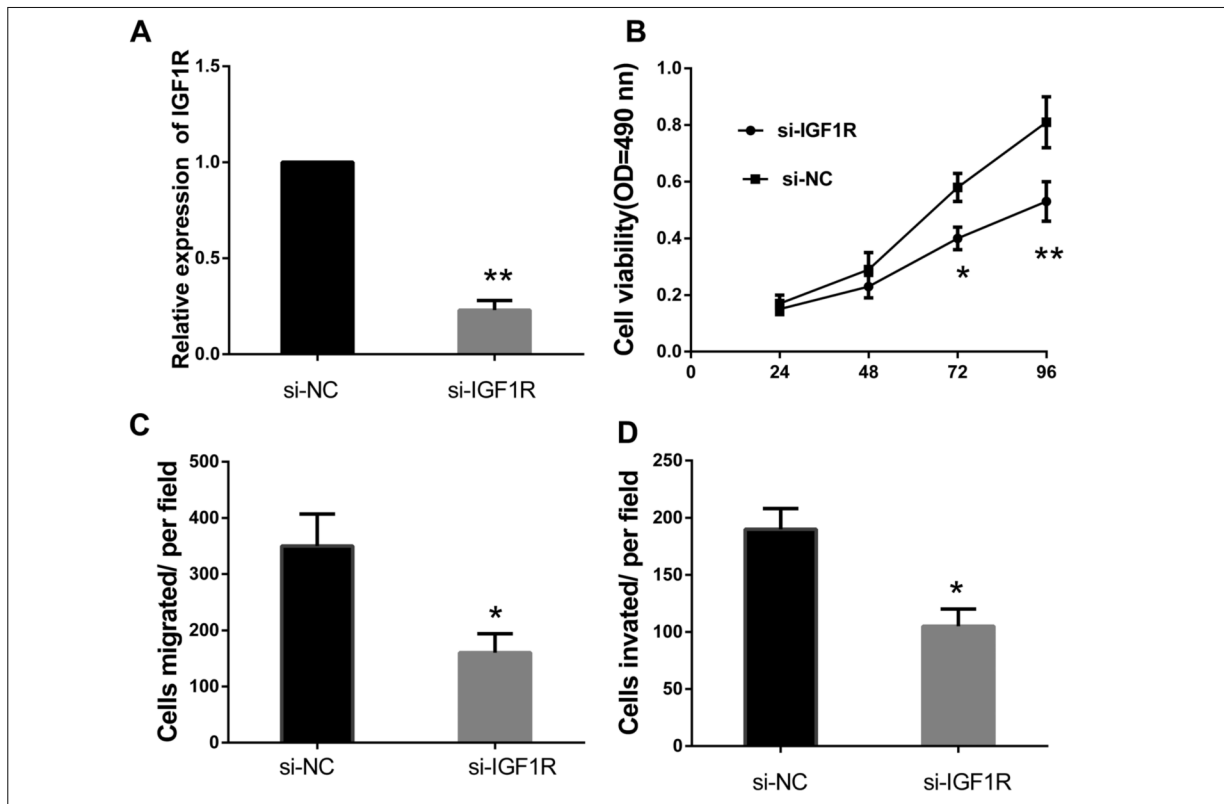 A
Relative expression of IGF1R
1.5
1.0
0.5
0.0
**
si-NC
si-IGF1R
B
Cell viability(OD=490 nn)
1.0
0.8
0.6
0.4
0.2
0.0
si-IGF1R
si-NC
*
**
0
24
48
72
96
C
Cells migrated/ per field
500
400
300
200
100
0
*
si-NC
si-IGF1R
D
Cells invated/ per field
250
200
150
100
50
0
*
si-NC
si-IGF1R